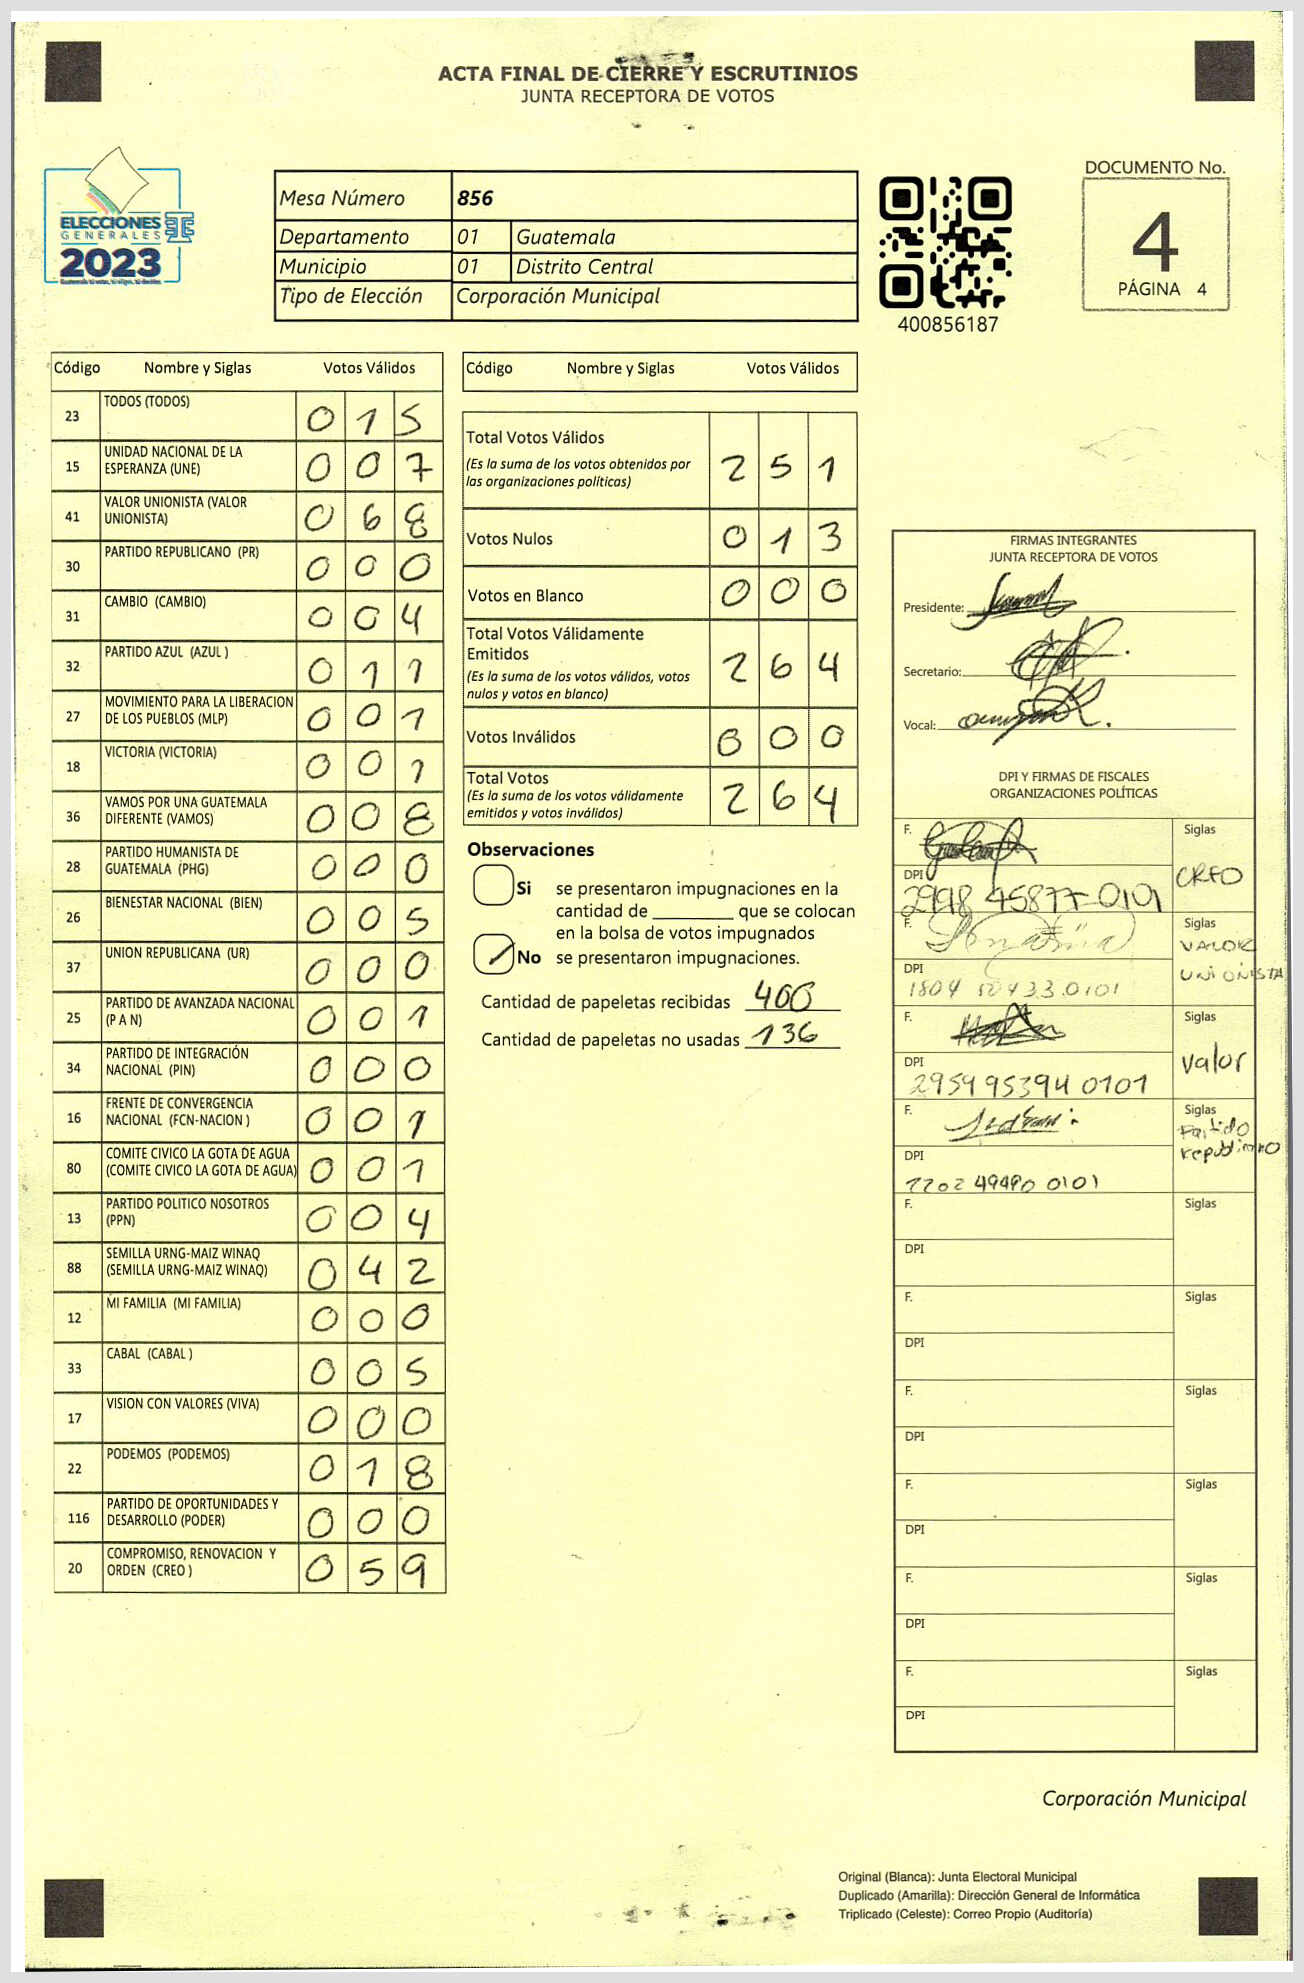 ACTA FINAL DE CIERRE Y ESCRUTINIOS
JUNTA RECEPTORA DE VOTOS
ELECCIONES
GENERALES
2023
Mesa Número 856
Departamento 01 Guatemala
Municipio 01 Distrito Central
Tipo de Elección Corporación Municipal
400856187
DOCUMENTO No.
4
PÁGINA 4
Código Nombre y Siglas Votos Válidos
23 TODOS (TODOS) 0 1 5
15 UNIDAD NACIONAL DE LA
ESPERANZA (UNE) 0 0 7
41 VALOR UNIONISTA (VALOR
UNIONISTA) 0 6 8
30 PARTIDO REPUBLICANO (PR) 0 0 0
31 CAMBIO (CAMBIO) 0 0 4
32 PARTIDO AZUL (AZUL ) 0 1 1
27 MOVIMIENTO PARA LA LIBERACION
DE LOS PUEBLOS (MLP) 0 0 1
18 VICTORIA (VICTORIA) 0 0 1
36 VAMOS POR UNA GUATEMALA
DIFERENTE (VAMOS) 0 0 8
28 PARTIDO HUMANISTA DE
GUATEMALA (PHG) 0 0 0
26 BIENESTAR NACIONAL (BIEN) 0 0 5
37 UNION REPUBLICANA (UR) 0 0 0
25 PARTIDO DE AVANZADA NACIONAL
(P A N) 0 0 1
34 PARTIDO DE INTEGRACIÓN
NACIONAL (PIN) 0 0 0
16 FRENTE DE CONVERGENCIA
NACIONAL (FCN-NACION ) 0 0 1
80 COMITE CIVICO LA GOTA DE AGUA
(COMITE CIVICO LA GOTA DE AGUA) 0 0 1
13 PARTIDO POLITICO NOSOTROS
(PPN) 0 0 4
88 SEMILLA URNG-MAIZ WINAQ
(SEMILLA URNG-MAIZ WINAQ) 0 4 2
12 MI FAMILIA (MI FAMILIA) 0 0 0
33 CABAL (CABAL ) 0 0 5
17 VISION CON VALORES (VIVA) 0 0 0
22 PODEMOS (PODEMOS) 0 1 8
116 PARTIDO DE OPORTUNIDADES Y
DESARROLLO (PODER) 0 0 0
20 COMPROMISO, RENOVACION Y
ORDEN (CREO ) 0 5 9
Código Nombre y Siglas Votos Válidos
Total Votos Válidos
(Es la suma de los votos obtenidos por
las organizaciones políticas) 2 5 1
Votos Nulos 0 1 3
Votos en Blanco 0 0 0
Total Votos Válidamente
Emitidos
(Es la suma de los votos válidos, votos
nulos y votos en blanco) 2 6 4
Votos Inválidos 0 0 0
Total Votos
(Es la suma de los votos válidamente
emitidos y votos inválidos) 2 6 4
Observaciones
Si se presentaron impugnaciones en la
cantidad de que se colocan
en la bolsa de votos impugnados
No se presentaron impugnaciones.
Cantidad de papeletas recibidas 400
Cantidad de papeletas no usadas 136
FIRMAS INTEGRANTES
JUNTA RECEPTORA DE VOTOS
Presidente:
Secretario:
Vocal:
DPI Y FIRMAS DE FISCALES
ORGANIZACIONES POLÍTICAS
F. Siglas
CREO
DPI
2998 45877-0101
F. Siglas
VALOR
UNIONISTA
DPI
F. Siglas
valor
DPI
2959 95394 0101
F. Siglas
Partido
republicano
DPI
F. Siglas
DPI
F. Siglas
DPI
F. Siglas
DPI
F. Siglas
DPI
F. Siglas
DPI
F. Siglas
DPI
Corporación Municipal
Original (Blanca): Junta Electoral Municipal
Duplicado (Amarilla): Dirección General de Informática
Triplicado (Celeste): Correo Propio (Auditoría)